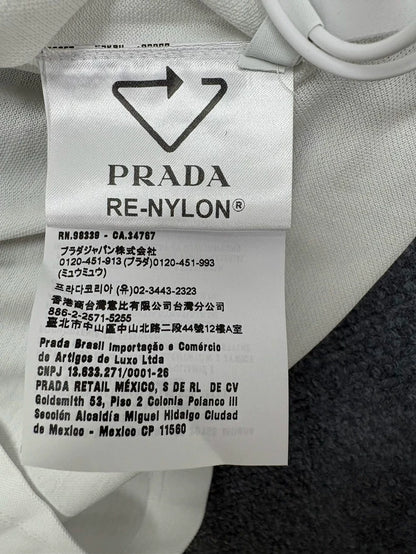 PRADA
RE-NYLON®
RN.98339 - CA.34767
プラダジャパン株式会社
0120-451-913 (プラダ)0120-451-993
(ミュウミュウ)
프라다코리아 (유)02-3443-2323
香港商台灣意比有限公司台灣分公司
886-2-2571-5255
臺北市中山區中山北路二段44號12樓A室
Prada Brasil Importação e Comércio
de Artigos de Luxo Ltda
CNPJ 13.633.271/0001-26
PRADA RETAIL MÉXICO, S DE RL DE CV
Goldsmith 53, Piso 2 Colonia Polanco III
Sección Alcaldía Miguel Hidalgo Ciudad
de Mexico - Mexico CP 11560